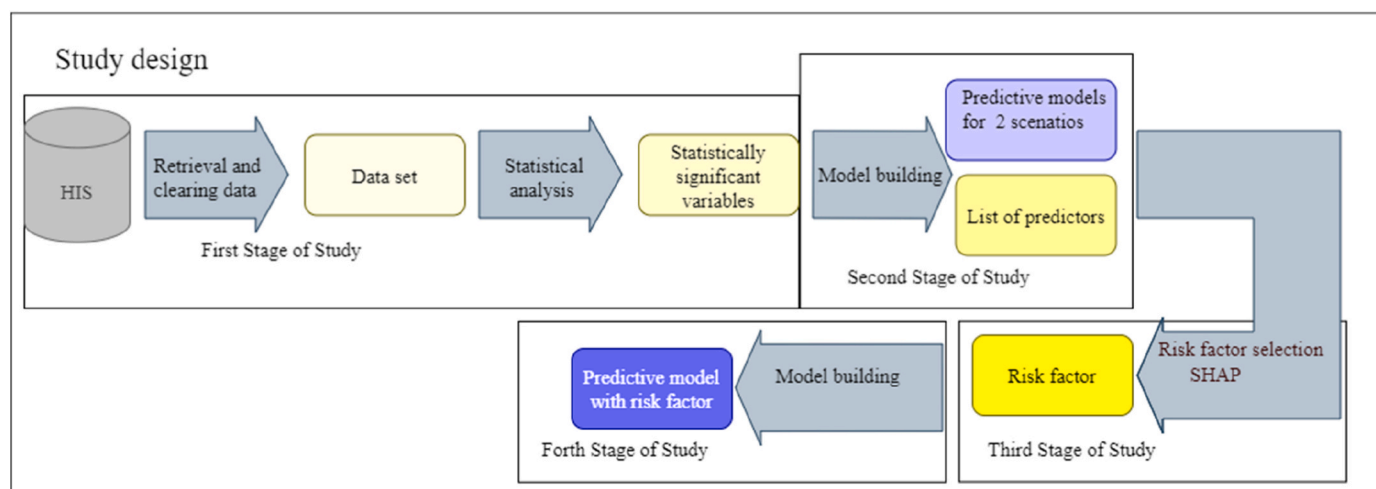 Study design
HIS
Retrieval and
clearing data
Data set
Statistical
analysis
Statistically
significant
variables
First Stage of Study
Model building
Predictive models
for 2 scenatios
List of predictors
Second Stage of Study
Risk factor selection
SHAP
Risk factor
Third Stage of Study
Model building
Predictive model
with risk factor
Forth Stage of Study